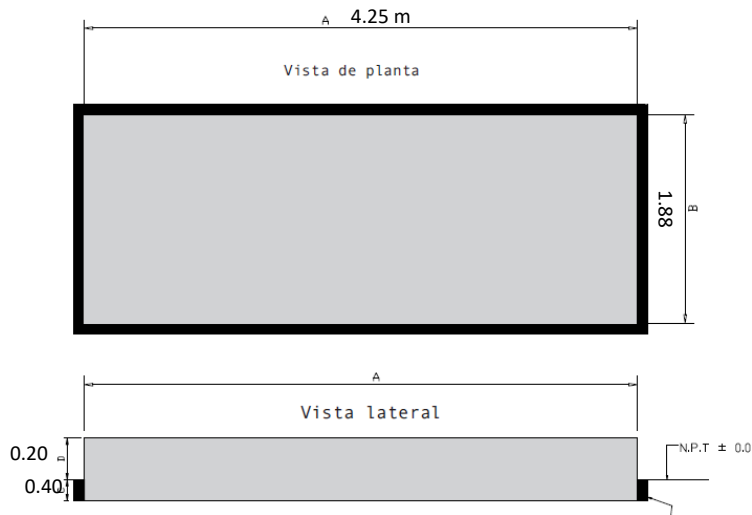 A 4.25 m
Vista de planta
1.88
B
A
Vista lateral
0.20 D
N.P.T ± 0.0
0.40